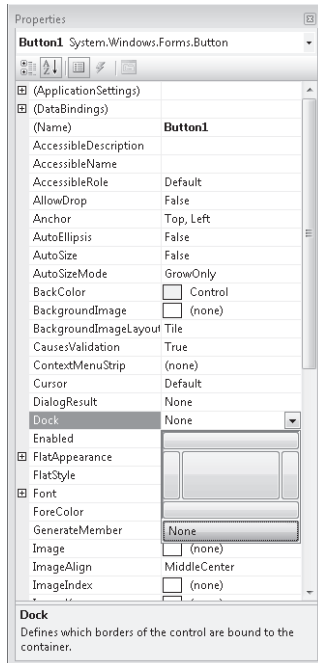 Properties
Button1 System.Windows.Forms.Button
(ApplicationSettings)
(DataBindings)
(Name) Button1
AccessibleDescription
AccessibleName
AccessibleRole Default
AllowDrop False
Anchor Top, Left
AutoEllipsis False
AutoSize False
AutoSizeMode GrowOnly
BackColor Control
BackgroundImage (none)
BackgroundImageLayout Tile
CausesValidation True
ContextMenuStrip (none)
Cursor Default
DialogResult None
Dock None
Enabled
FlatAppearance
FlatStyle
Font
ForeColor
GenerateMember None
Image (none)
ImageAlign MiddleCenter
ImageIndex (none)
Dock
Defines which borders of the control are bound to the
container.